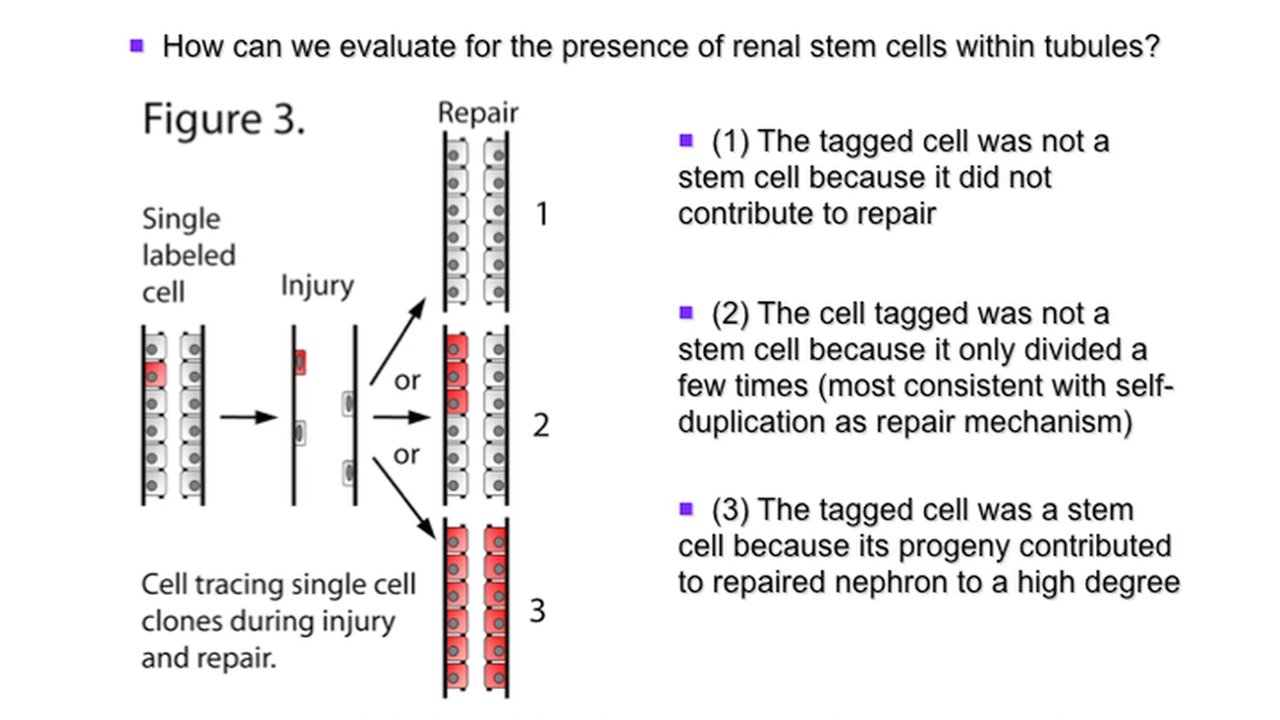 How can we evaluate for the presence of renal stem cells within tubules?
Figure 3.
Repair
Single
labeled
cell
Injury
or
or
1
2
3
Cell tracing single cell
clones during injury
and repair.
(1) The tagged cell was not a
stem cell because it did not
contribute to repair
(2) The cell tagged was not a
stem cell because it only divided a
few times (most consistent with self-
duplication as repair mechanism)
(3) The tagged cell was a stem
cell because its progeny contributed
to repaired nephron to a high degree